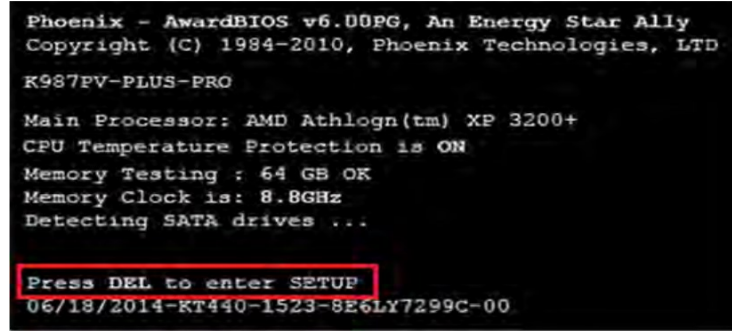 Phoenix - AwardBIOS v6.00PG, An Energy Star Ally
Copyright (C) 1984-2010, Phoenix Technologies, LTD
K987PV-PLUS-PRO
Main Processor: AMD Athlogn(tm) XP 3200+
CPU Temperature Protection is ON
Memory Testing : 64 GB OK
Memory Clock is: 8.8GHz
Detecting SATA drives ...
Press DEL to enter SETUP
06/18/2014-KT440-1523-8E6LY7299C-00